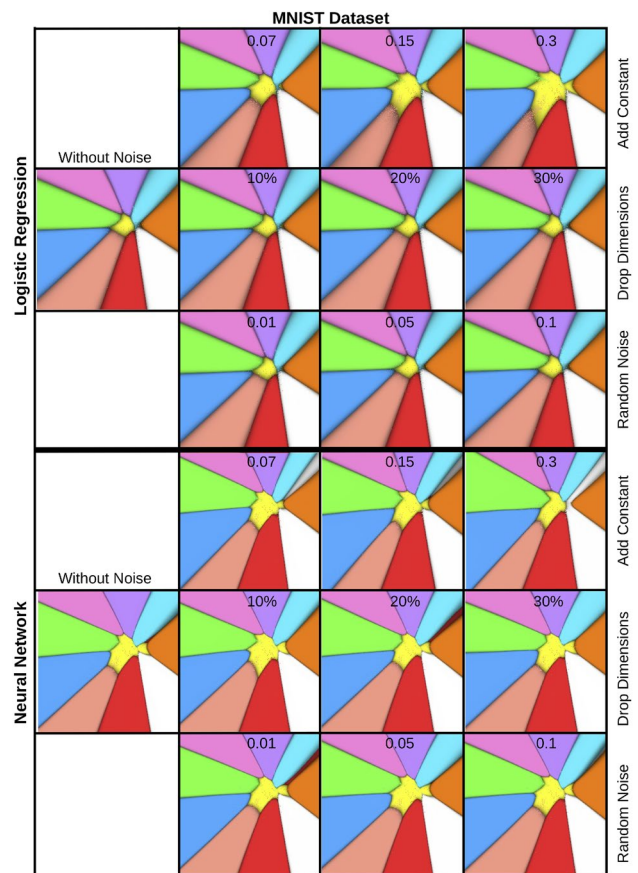 MNIST Dataset
0.07 0.15 0.3
Add Constant
Without Noise
Logistic Regression
10% 20% 30%
Drop Dimensions
0.01 0.05 0.1
Random Noise
0.07 0.15 0.3
Add Constant
Without Noise
Neural Network
10% 20% 30%
Drop Dimensions
0.01 0.05 0.1
Random Noise